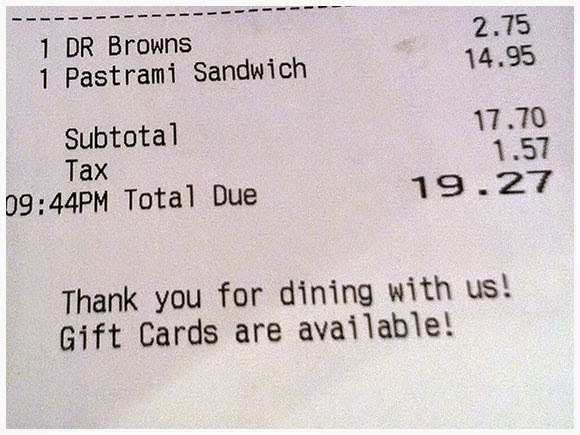 1 DR Browns 2.75
1 Pastrami Sandwich 14.95
Subtotal 17.70
Tax 1.57
09:44PM Total Due 19.27
Thank you for dining with us!
Gift Cards are available!